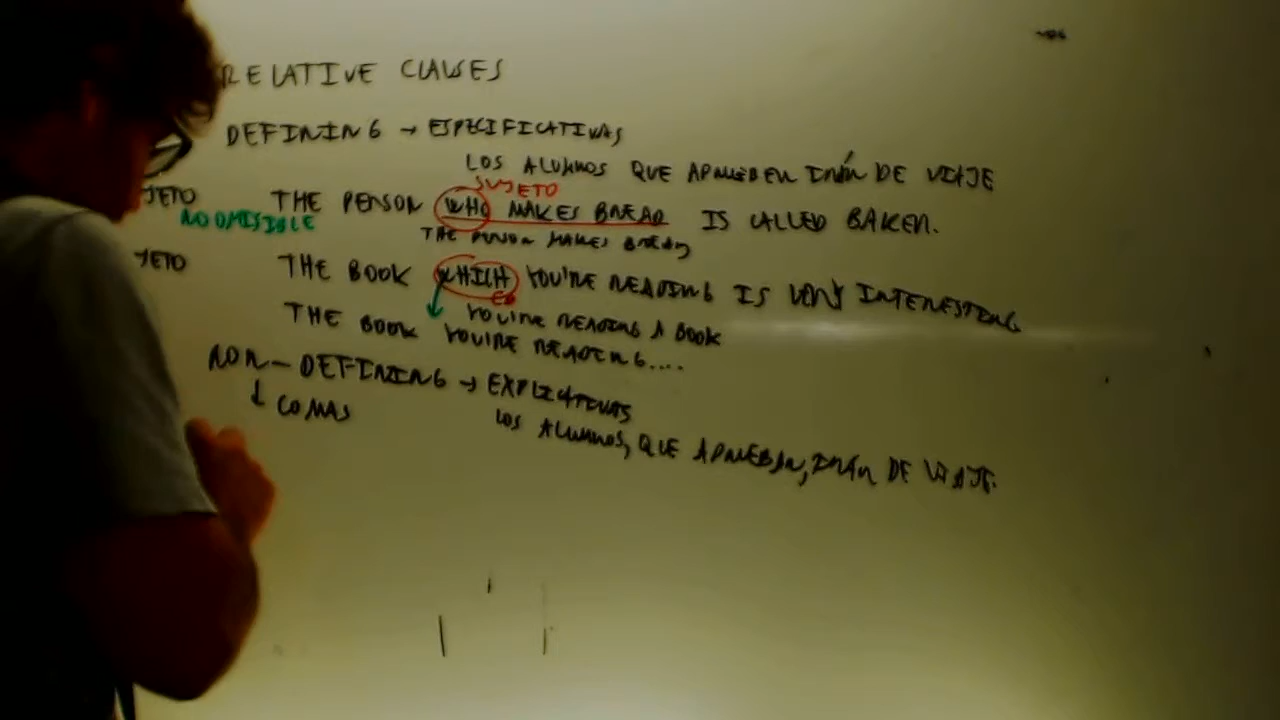 RELATIVE CLAUSES
DEFINING → ESPECIFICATIVAS
LOS ALUMNOS QUE APRUEBEN IRÁN DE VIAJE
SUJETO
JETO THE PERSON WHO MAKES BREAD IS CALLED BAKER.
NO OMISIBLE
THE PERSON MAKES BREAD
JETO THE BOOK WHICH YOU'RE READING IS VERY INTERESTING
CD
YOU'RE READING A BOOK
THE BOOK YOU'RE READING....
NON-DEFINING → EXPLICATIVAS
↓ COMAS
LOS ALUMNOS, QUE APRUEBAN, IRÁN DE VIAJE.